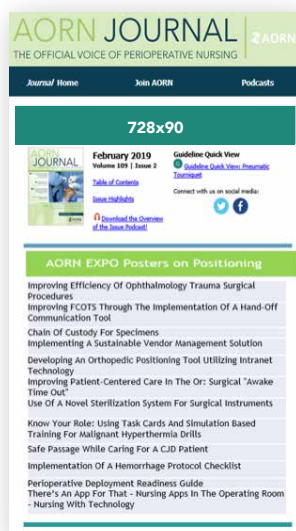 AORN JOURNAL
AORN
THE OFFICIAL VOICE OF PERIOPERATIVE NURSING
Journal Home Join AORN Podcasts
728x90
AORN
JOURNAL
February 2019
Volume 109 | Issue 2
Table of Contents
Issue Highlights
Download the Overview
of the Issue Podcast!
Guideline Quick View
Guideline Quick View: Pneumatic
Tourniquet
Connect with us on social media:
AORN EXPO Posters on Positioning
Improving Efficiency Of Ophthalmology Trauma Surgical
Procedures
Improving FCOTS Through The Implementation Of A Hand-Off
Communication Tool
Chain Of Custody For Specimens
Implementing A Sustainable Vendor Management Solution
Developing An Orthopedic Positioning Tool Utilizing Intranet
Technology
Improving Patient-Centered Care In The Or: Surgical "Awake
Time Out"
Use Of A Novel Sterilization System For Surgical Instruments
Know Your Role: Using Task Cards And Simulation Based
Training For Malignant Hyperthermia Drills
Safe Passage While Caring For A CJD Patient
Implementation Of A Hemorrhage Protocol Checklist
Perioperative Deployment Readiness Guide
There's An App For That - Nursing Apps In The Operating Room
- Nursing With Technology